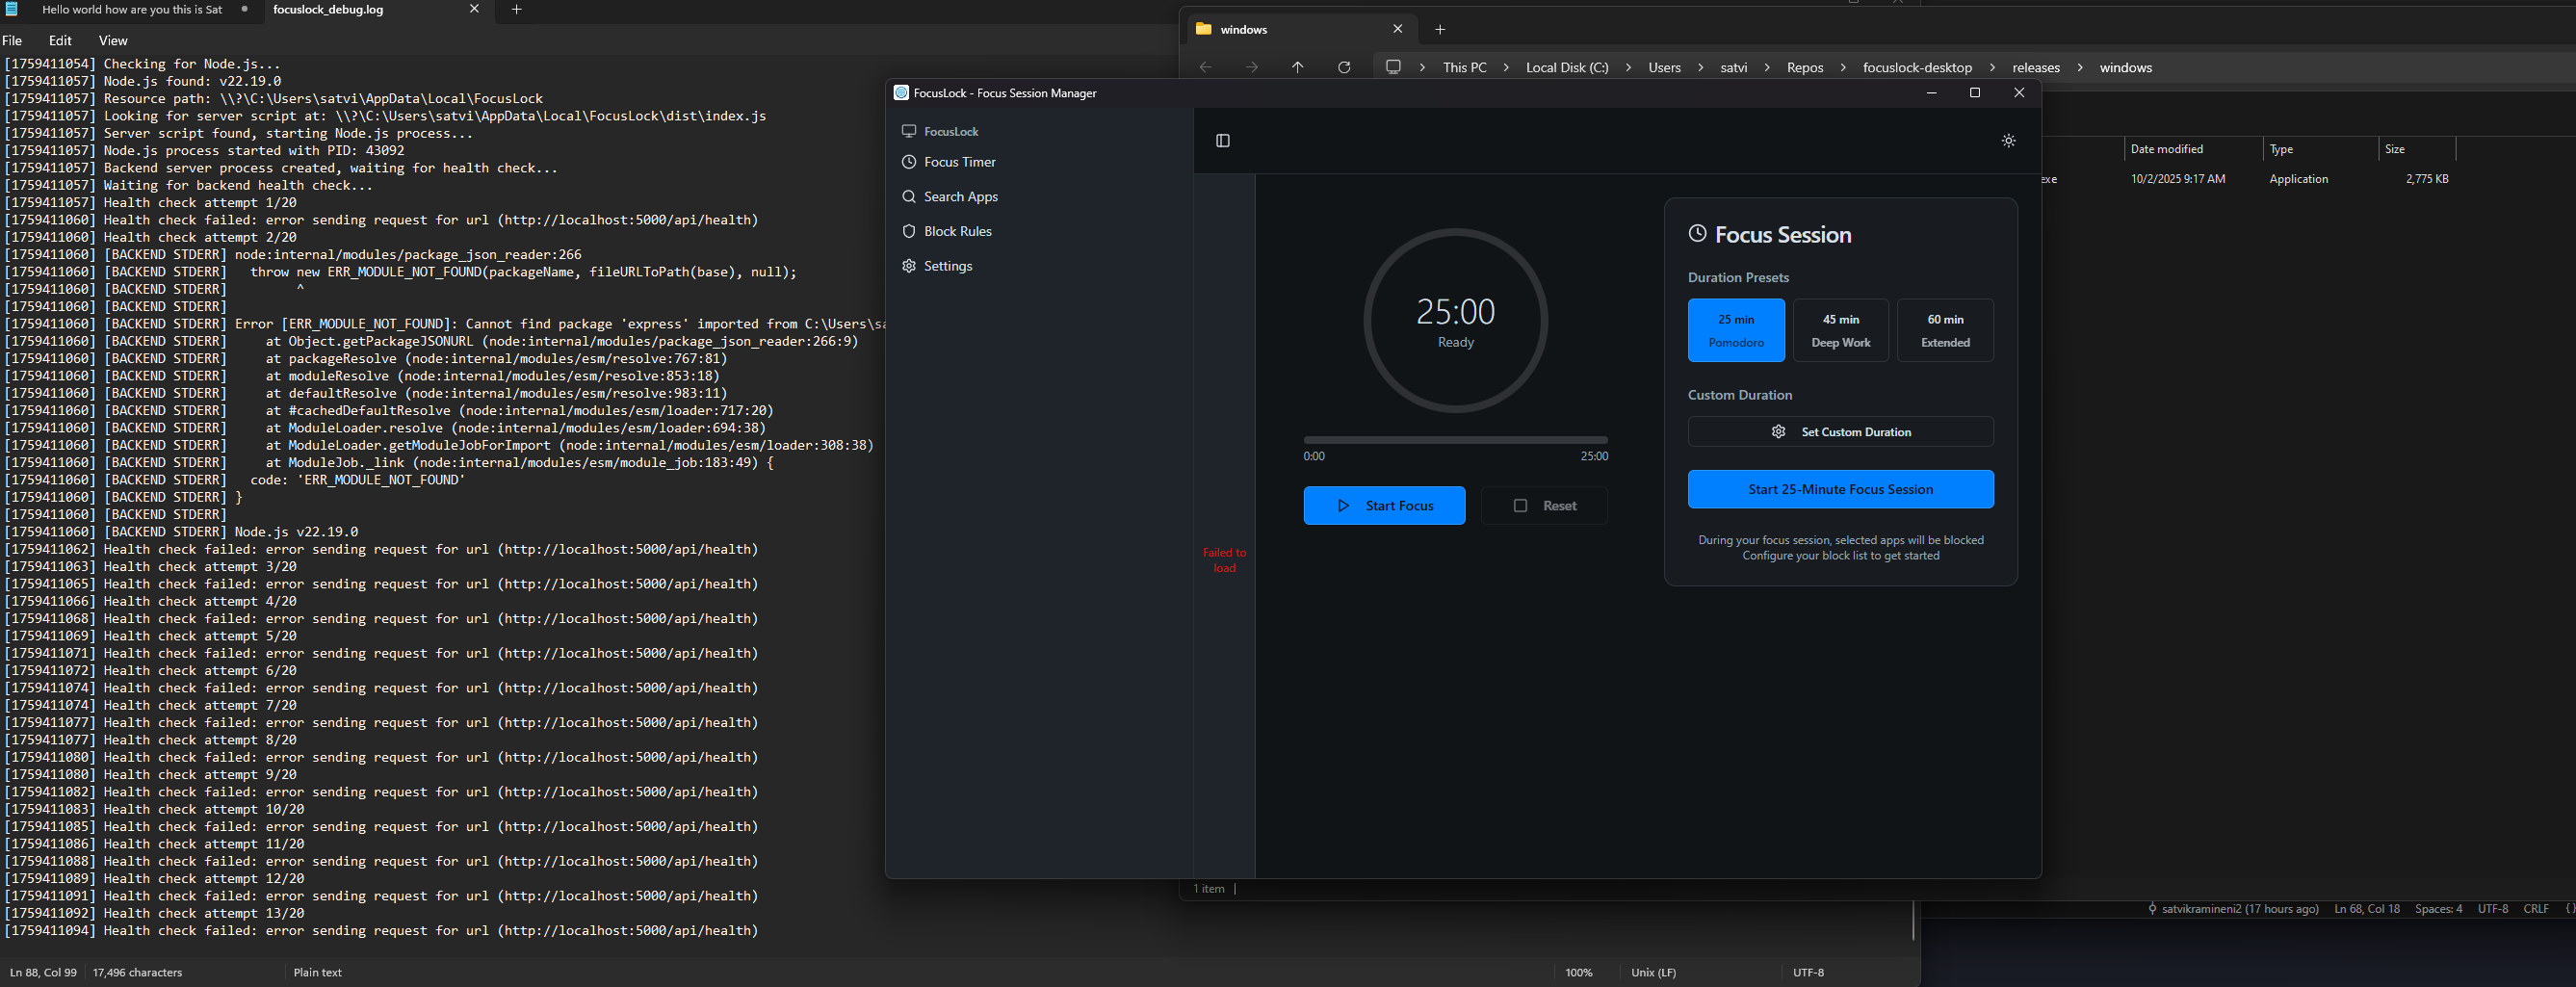 Hello world how are you this is Sat
focuslock_debug.log
File Edit View
[1759411054] Checking for Node.js...
[1759411057] Node.js found: v22.19.0
[1759411057] Resource path: \\?\C:\Users\satvi\AppData\Local\FocusLock
[1759411057] Looking for server script at: \\?\C:\Users\satvi\AppData\Local\FocusLock\dist\index.js
[1759411057] Server script found, starting Node.js process...
[1759411057] Node.js process started with PID: 43092
[1759411057] Backend server process created, waiting for health check...
[1759411057] Waiting for backend health check...
[1759411057] Health check attempt 1/20
[1759411060] Health check failed: error sending request for url (http://localhost:5000/api/health)
[1759411060] Health check attempt 2/20
[1759411060] [BACKEND STDERR] node:internal/modules/package_json_reader:266
[1759411060] [BACKEND STDERR]   throw new ERR_MODULE_NOT_FOUND(packageName, fileURLToPath(base), null);
[1759411060] [BACKEND STDERR]         ^
[1759411060] [BACKEND STDERR]
[1759411060] [BACKEND STDERR] Error [ERR_MODULE_NOT_FOUND]: Cannot find package 'express' imported from C:\Users\sa
[1759411060] [BACKEND STDERR]     at Object.getPackageJSONURL (node:internal/modules/package_json_reader:266:9)
[1759411060] [BACKEND STDERR]     at packageResolve (node:internal/modules/esm/resolve:767:81)
[1759411060] [BACKEND STDERR]     at moduleResolve (node:internal/modules/esm/resolve:853:18)
[1759411060] [BACKEND STDERR]     at defaultResolve (node:internal/modules/esm/resolve:983:11)
[1759411060] [BACKEND STDERR]     at #cachedDefaultResolve (node:internal/modules/esm/loader:717:20)
[1759411060] [BACKEND STDERR]     at ModuleLoader.resolve (node:internal/modules/esm/loader:694:38)
[1759411060] [BACKEND STDERR]     at ModuleLoader.getModuleJobForImport (node:internal/modules/esm/loader:308:38)
[1759411060] [BACKEND STDERR]     at ModuleJob._link (node:internal/modules/esm/module_job:183:49) {
[1759411060] [BACKEND STDERR]   code: 'ERR_MODULE_NOT_FOUND'
[1759411060] [BACKEND STDERR] }
[1759411060] [BACKEND STDERR]
[1759411060] [BACKEND STDERR] Node.js v22.19.0
[1759411062] Health check failed: error sending request for url (http://localhost:5000/api/health)
[1759411063] Health check attempt 3/20
[1759411065] Health check failed: error sending request for url (http://localhost:5000/api/health)
[1759411066] Health check attempt 4/20
[1759411068] Health check failed: error sending request for url (http://localhost:5000/api/health)
[1759411069] Health check attempt 5/20
[1759411071] Health check failed: error sending request for url (http://localhost:5000/api/health)
[1759411072] Health check attempt 6/20
[1759411074] Health check failed: error sending request for url (http://localhost:5000/api/health)
[1759411074] Health check attempt 7/20
[1759411077] Health check failed: error sending request for url (http://localhost:5000/api/health)
[1759411077] Health check attempt 8/20
[1759411080] Health check failed: error sending request for url (http://localhost:5000/api/health)
[1759411080] Health check attempt 9/20
[1759411082] Health check failed: error sending request for url (http://localhost:5000/api/health)
[1759411083] Health check attempt 10/20
[1759411085] Health check failed: error sending request for url (http://localhost:5000/api/health)
[1759411086] Health check attempt 11/20
[1759411088] Health check failed: error sending request for url (http://localhost:5000/api/health)
[1759411089] Health check attempt 12/20
[1759411091] Health check failed: error sending request for url (http://localhost:5000/api/health)
[1759411092] Health check attempt 13/20
[1759411094] Health check failed: error sending request for url (http://localhost:5000/api/health)
Ln 88, Col 99 17,496 characters Plain text 100% Unix (LF) UTF-8
windows
This PC > Local Disk (C:) > Users > satvi > Repos > focuslock-desktop > releases > windows
Date modified Type Size
exe 10/2/2025 9:17 AM Application 2,775 KB
1 item
FocusLock - Focus Session Manager
FocusLock
Focus Timer
Search Apps
Block Rules
Settings
Failed to
load
25:00
Ready
0:00 25:00
Start Focus Reset
Focus Session
Duration Presets
25 min
Pomodoro
45 min
Deep Work
60 min
Extended
Custom Duration
Set Custom Duration
Start 25-Minute Focus Session
During your focus session, selected apps will be blocked
Configure your block list to get started
satvikramineni2 (17 hours ago) Ln 68, Col 18 Spaces: 4 UTF-8 CRLF {}